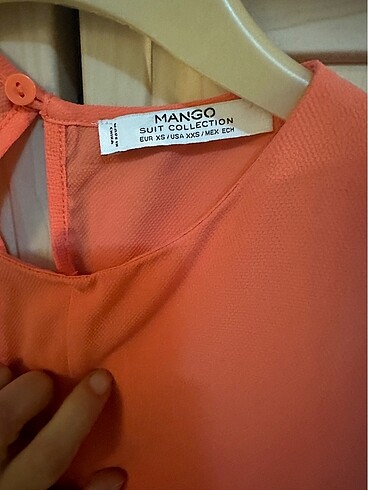 MANGO
SUIT COLLECTION
EUR XS / USA XXS / MEX ECH